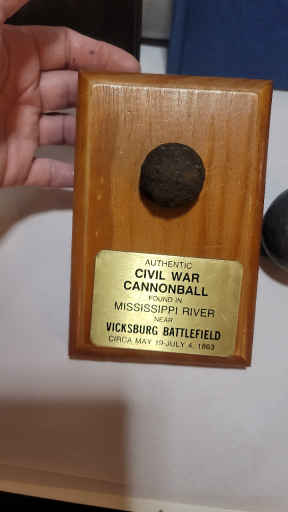 AUTHENTIC
CIVIL WAR
CANNONBALL
FOUND IN
MISSISSIPPI RIVER
NEAR
VICKSBURG BATTLEFIELD
CIRCA MAY 19-JULY 4, 1863